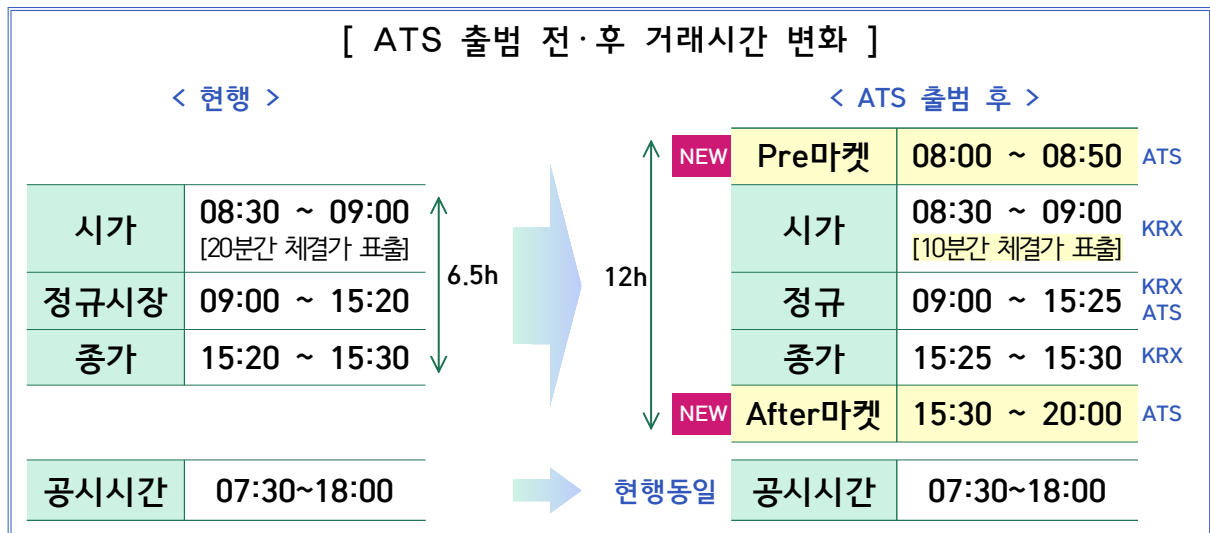 [ ATS 출범 전·후 거래시간 변화 ]
< 현행 >
시가 08:30 ~ 09:00
[20분간 체결가 표출]
정규시장 09:00 ~ 15:20
종가 15:20 ~ 15:30
6.5h
공시시간 07:30~18:00
< ATS 출범 후 >
12h
NEW Pre마켓 08:00 ~ 08:50 ATS
시가 08:30 ~ 09:00 KRX
[10분간 체결가 표출]
정규 09:00 ~ 15:25 KRX
ATS
종가 15:25 ~ 15:30 KRX
NEW After마켓 15:30 ~ 20:00 ATS
현행동일 공시시간 07:30~18:00